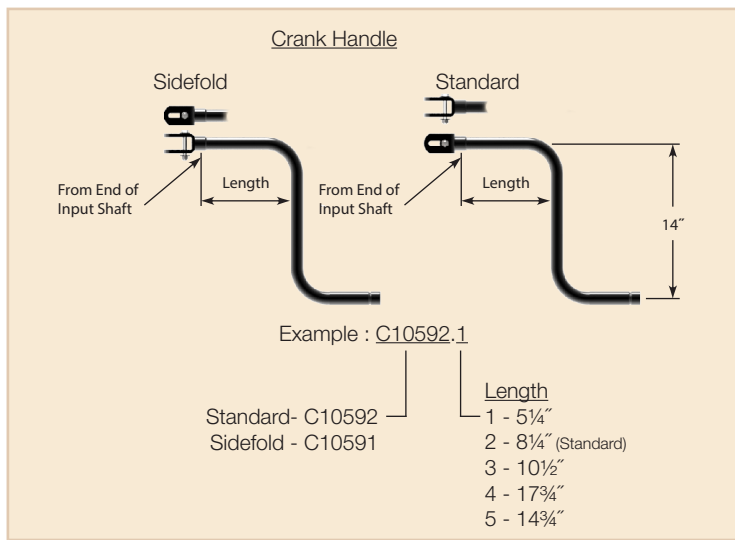 Crank Handle
Sidefold
Standard
From End of
Input Shaft
Length
From End of
Input Shaft
Length
14″
Example : C10592.1
Standard- C10592
Sidefold - C10591
Length
1 - 5¼″
2 - 8¼″ (Standard)
3 - 10½″
4 - 17¾″
5 - 14¾″